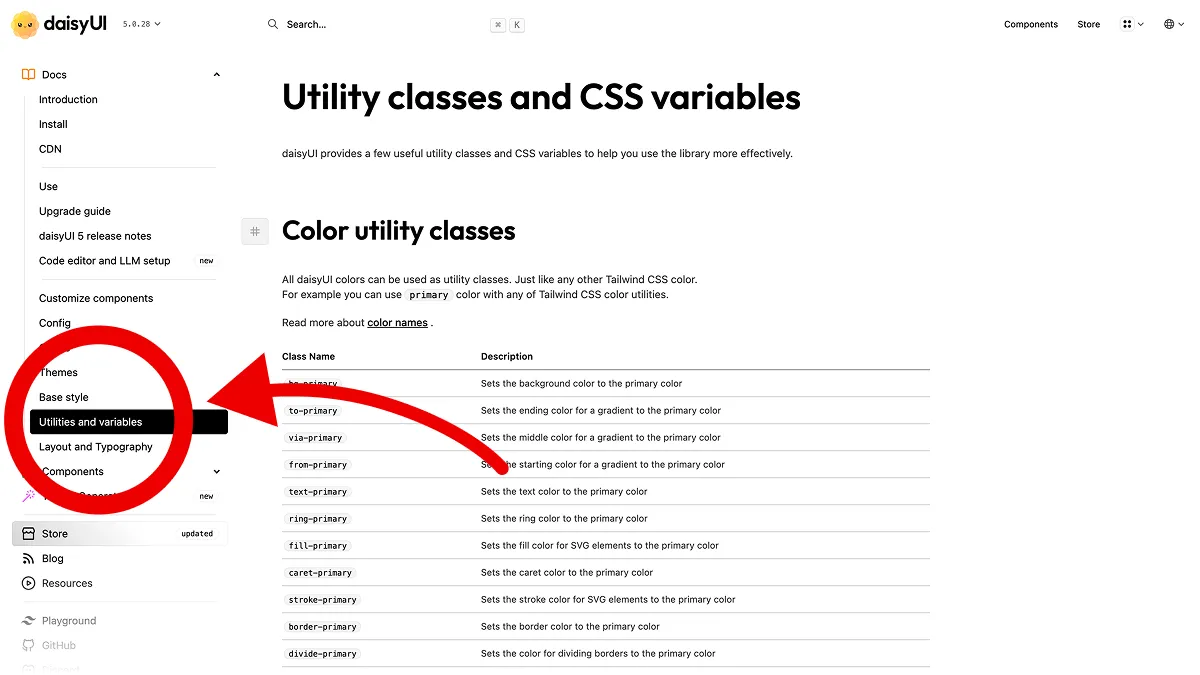 daisyUI 5.0.28
Search... ⌘ K
Components Store
Docs
Introduction
Install
CDN
Use
Upgrade guide
daisyUI 5 release notes
Code editor and LLM setup new
Customize components
Config
Themes
Base style
Utilities and variables
Layout and Typography
Components
new
Store updated
Blog
Resources
Playground
GitHub
Utility classes and CSS variables
daisyUI provides a few useful utility classes and CSS variables to help you use the library more effectively.
# Color utility classes
All daisyUI colors can be used as utility classes. Just like any other Tailwind CSS color.
For example you can use primary color with any of Tailwind CSS color utilities.
Read more about color names .
Class Name Description
bg-primary Sets the background color to the primary color
to-primary Sets the ending color for a gradient to the primary color
via-primary Sets the middle color for a gradient to the primary color
from-primary Sets the starting color for a gradient to the primary color
text-primary Sets the text color to the primary color
ring-primary Sets the ring color to the primary color
fill-primary Sets the fill color for SVG elements to the primary color
caret-primary Sets the caret color to the primary color
stroke-primary Sets the stroke color for SVG elements to the primary color
border-primary Sets the border color to the primary color
divide-primary Sets the color for dividing borders to the primary color